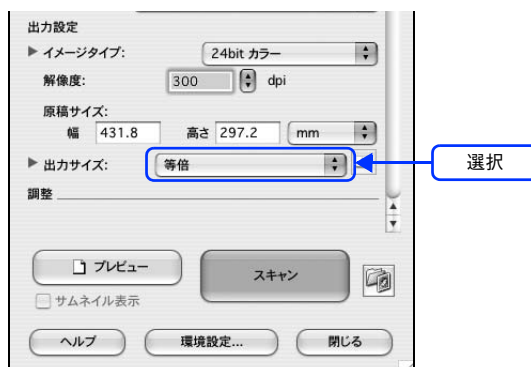 出力設定
イメージタイプ: 24bit カラー
解像度: 300 dpi
原稿サイズ:
幅 431.8 高さ 297.2 mm
出力サイズ: 等倍 選択
調整
プレビュー スキャン
サムネイル表示
ヘルプ 環境設定... 閉じる